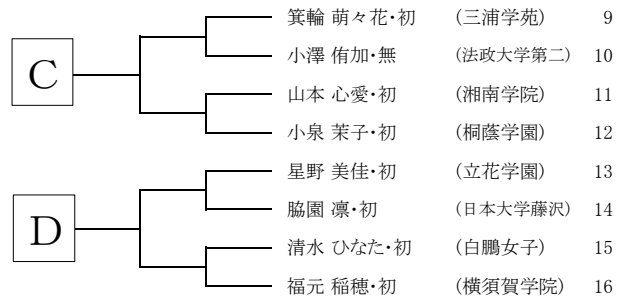 箕輪 萌々花・初 (三浦学苑) 9
小澤 侑加・無 (法政大学第二) 10
C
山本 心愛・初 (湘南学院) 11
小泉 茉子・初 (桐蔭学園) 12
星野 美佳・初 (立花学園) 13
脇園 凛・初 (日本大学藤沢) 14
D
清水 ひなた・初 (白鵬女子) 15
福元 稲穂・初 (横須賀学院) 16